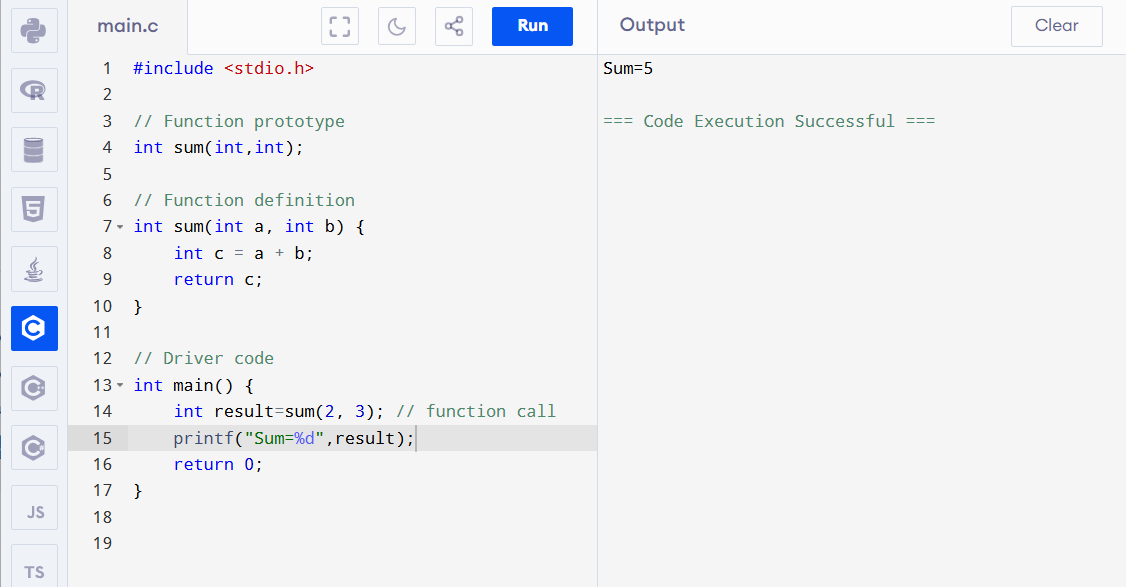 main.c
Run
Output
Clear
1 #include <stdio.h>
2
3 // Function prototype
4 int sum(int,int);
5
6 // Function definition
7 int sum(int a, int b) {
8     int c = a + b;
9     return c;
10 }
11
12 // Driver code
13 int main() {
14     int result=sum(2, 3); // function call
15     printf("Sum=%d",result);
16     return 0;
17 }
18
19
Sum=5
=== Code Execution Successful ===
R
5
C
C
C
JS
TS